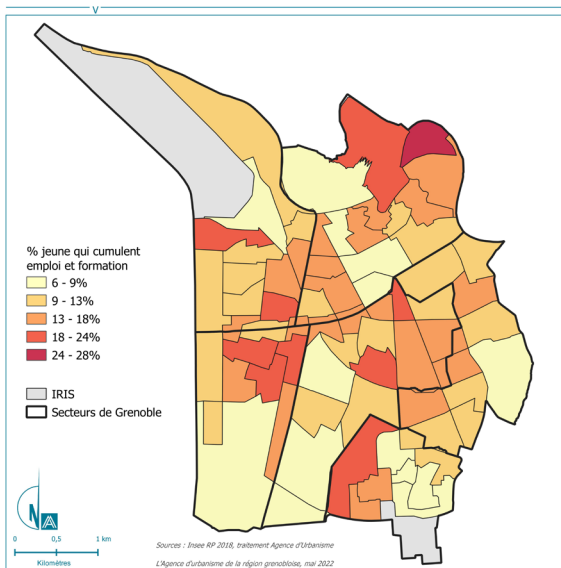 V
% jeune qui cumulent
emploi et formation
6 - 9%
9 - 13%
13 - 18%
18 - 24%
24 - 28%
IRIS
Secteurs de Grenoble
N A
0 0,5 1 km
Kilomètres
Sources : Insee RP 2018, traitement Agence d'Urbanisme
L'Agence d'urbanisme de la région grenobloise, mai 2022